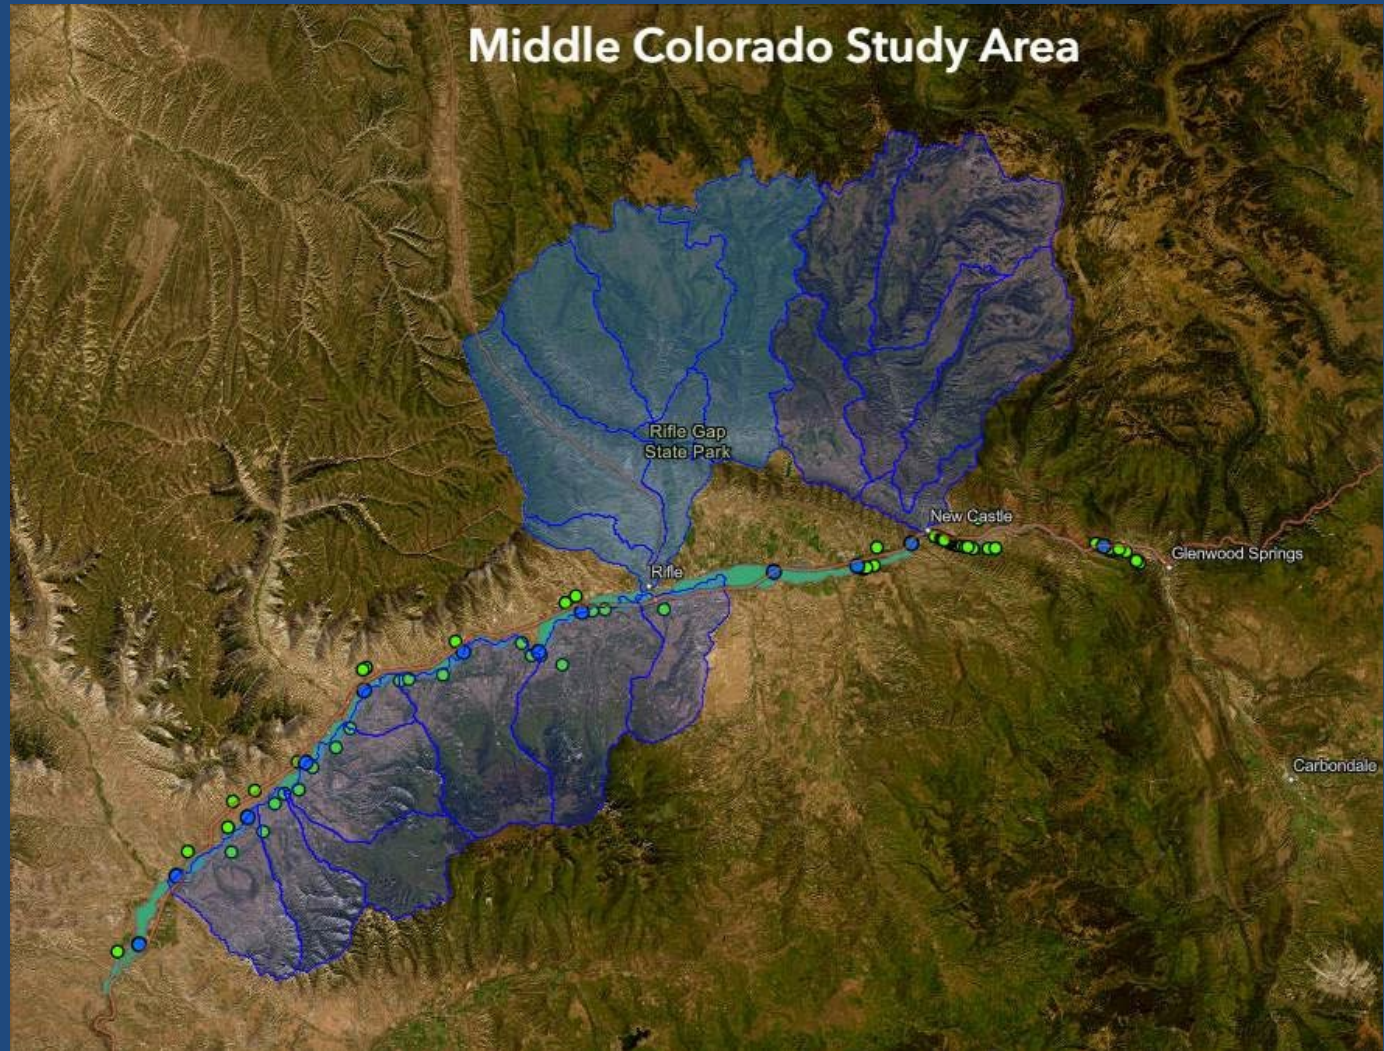 Middle Colorado Study Area
Rifle Gap
State Park
New Castle
Glenwood Springs
Rifle
Carbondale